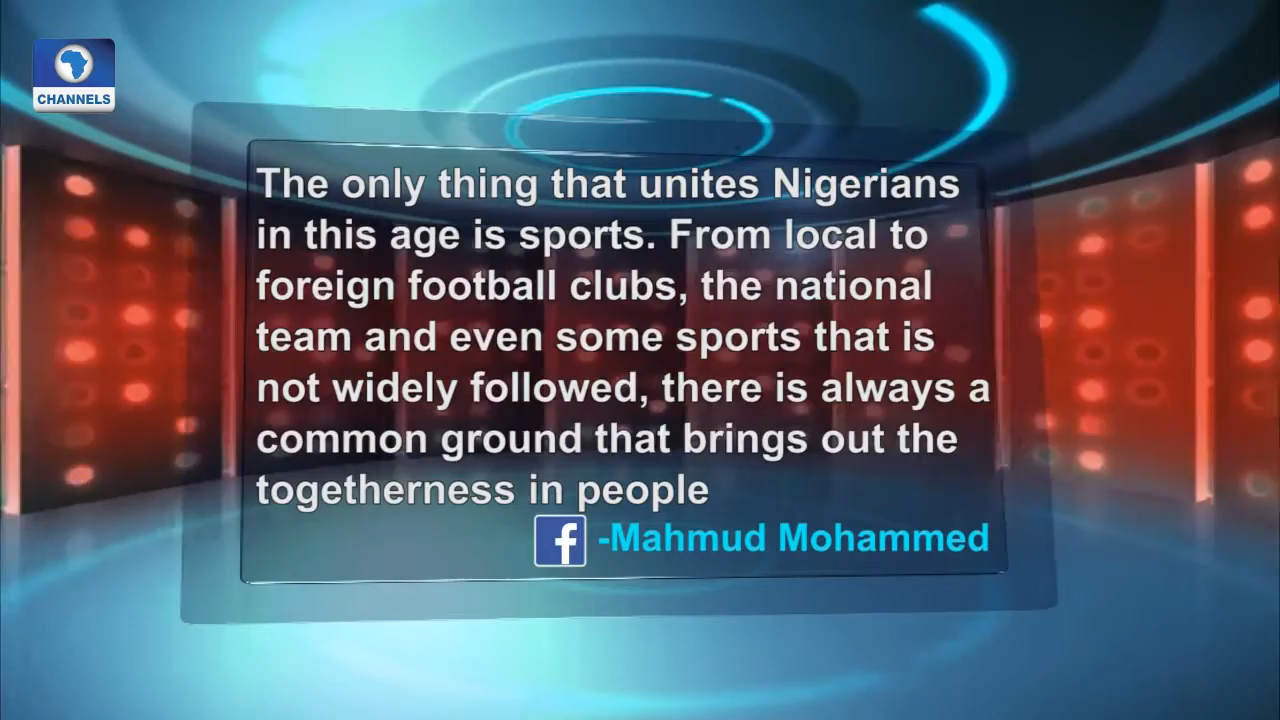 CHANNELS
The only thing that unites Nigerians
in this age is sports. From local to
foreign football clubs, the national
team and even some sports that is
not widely followed, there is always a
common ground that brings out the
togetherness in people
f -Mahmud Mohammed